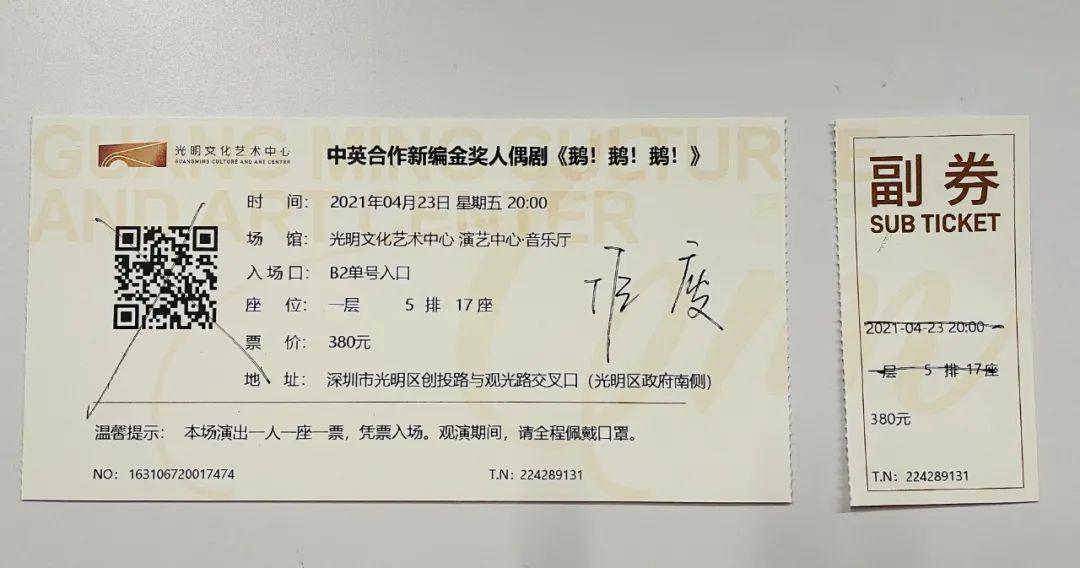 GUANG MING CULTURE
AND ART CENTER
光明文化艺术中心
GUANGMING CULTURE AND ART CENTER
中英合作新编金奖人偶剧《鹅！鹅！鹅！》
时 间： 2021年04月23日 星期五 20:00
场 馆： 光明文化艺术中心 演艺中心·音乐厅
入场口： B2单号入口
座 位： 一层 5 排 17 座
票 价： 380元
地 址： 深圳市光明区创投路与观光路交叉口（光明区政府南侧）
温馨提示： 本场演出一人一座一票，凭票入场。观演期间，请全程佩戴口罩。
NO： 163106720017474
T.N： 224289131
作废
副 券
SUB TICKET
2021-04-23 20:00
一层 5 排 17座
380元
T.N： 224289131